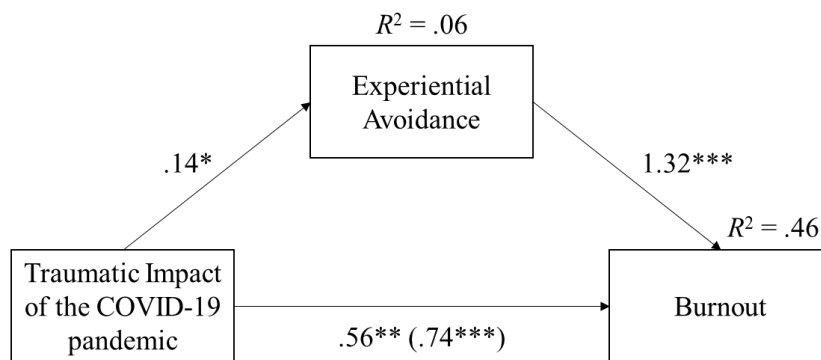 R² = .06
Experiential
Avoidance
.14*
1.32***
R² = .46
Traumatic Impact
of the COVID-19
pandemic
Burnout
.56** (.74***)